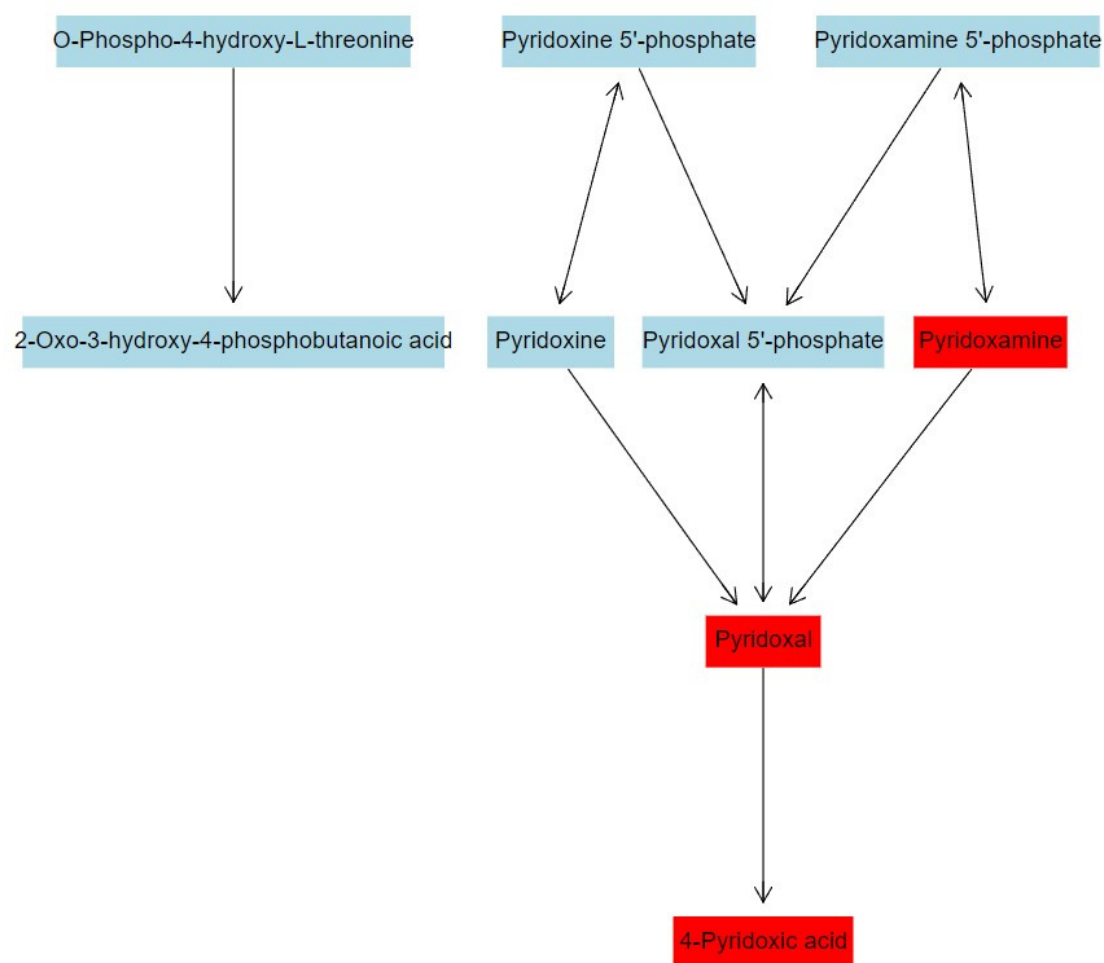 O-Phospho-4-hydroxy-L-threonine
Pyridoxine 5'-phosphate
Pyridoxamine 5'-phosphate
2-Oxo-3-hydroxy-4-phosphobutanoic acid
Pyridoxine
Pyridoxal 5'-phosphate
Pyridoxamine
Pyridoxal
4-Pyridoxic acid